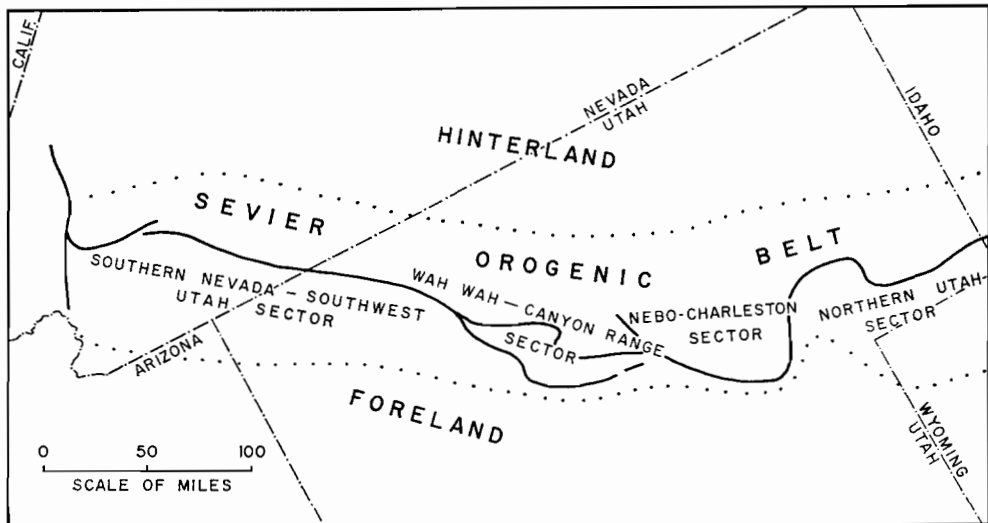 CALIF.
NEVADA
UTAH
IDAHO
HINTERLAND
SEVIER
OROGENIC
BELT
SOUTHERN NEVADA – SOUTHWEST
UTAH SECTOR
WAH WAH – CANYON RANGE
SECTOR
NEBO-CHARLESTON
SECTOR
NORTHERN UTAH-
SECTOR
ARIZONA
FORELAND
WYOMING
UTAH
0 50 100
SCALE OF MILES